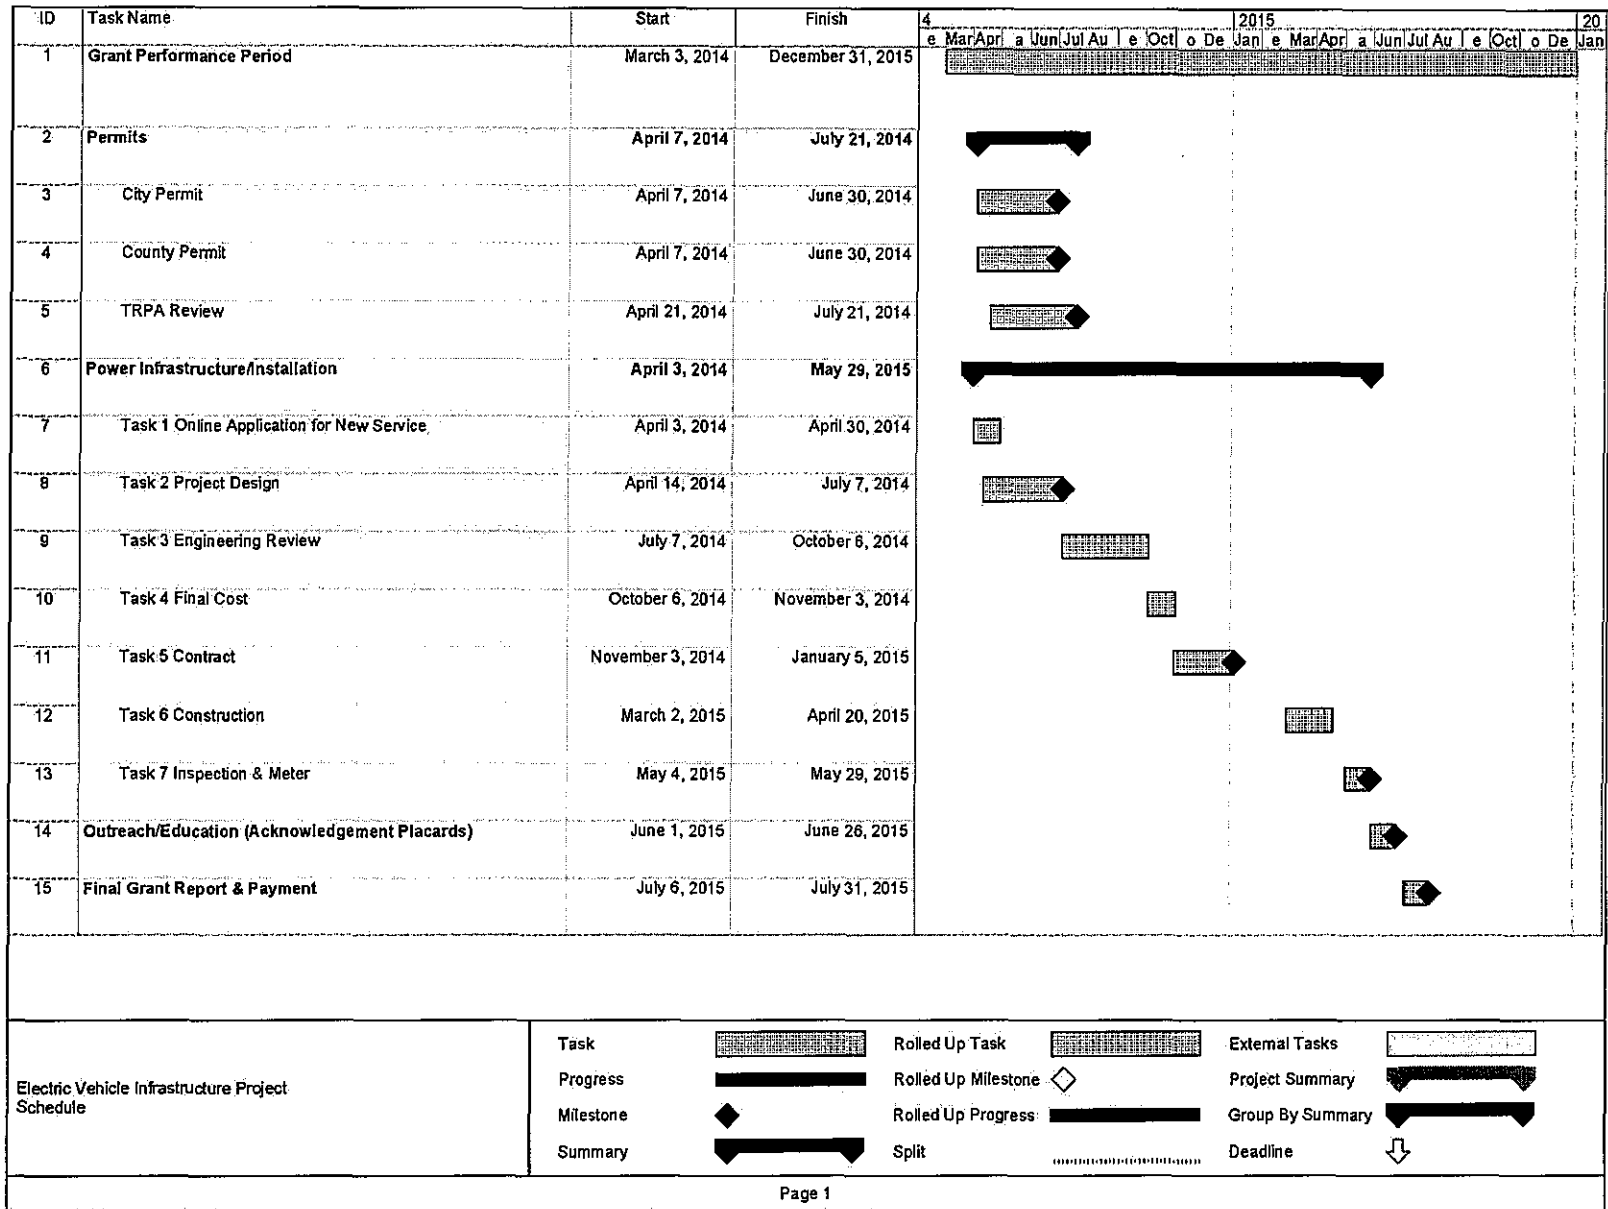 ID Task Name Start Finish 4 2015 20
e Mar Apr a Jun Jul Au e Oct o De Jan e Mar Apr a Jun Jul Au e Oct o De Jan
1 Grant Performance Period March 3, 2014 December 31, 2015
2 Permits April 7, 2014 July 21, 2014
3 City Permit April 7, 2014 June 30, 2014
4 County Permit April 7, 2014 June 30, 2014
5 TRPA Review April 21, 2014 July 21, 2014
6 Power Infrastructure/Installation April 3, 2014 May 29, 2015
7 Task 1 Online Application for New Service April 3, 2014 April 30, 2014
8 Task 2 Project Design April 14, 2014 July 7, 2014
9 Task 3 Engineering Review July 7, 2014 October 6, 2014
10 Task 4 Final Cost October 6, 2014 November 3, 2014
11 Task 5 Contract November 3, 2014 January 5, 2015
12 Task 6 Construction March 2, 2015 April 20, 2015
13 Task 7 Inspection & Meter May 4, 2015 May 29, 2015
14 Outreach/Education (Acknowledgement Placards) June 1, 2015 June 26, 2015
15 Final Grant Report & Payment July 6, 2015 July 31, 2015
Electric Vehicle Infrastructure Project
Schedule
Task Rolled Up Task External Tasks
Progress Rolled Up Milestone Project Summary
Milestone Rolled Up Progress Group By Summary
Summary Split Deadline
Page 1